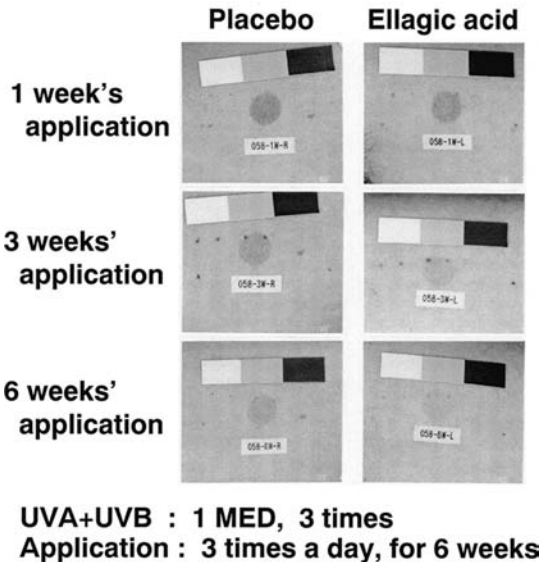 Placebo Ellagic acid
1 week's
application
058-1W-R 058-1W-L
3 weeks'
application
058-3W-R 058-3W-L
6 weeks'
application
058-6W-R 058-6W-L
UVA+UVB : 1 MED, 3 times
Application : 3 times a day, for 6 weeks